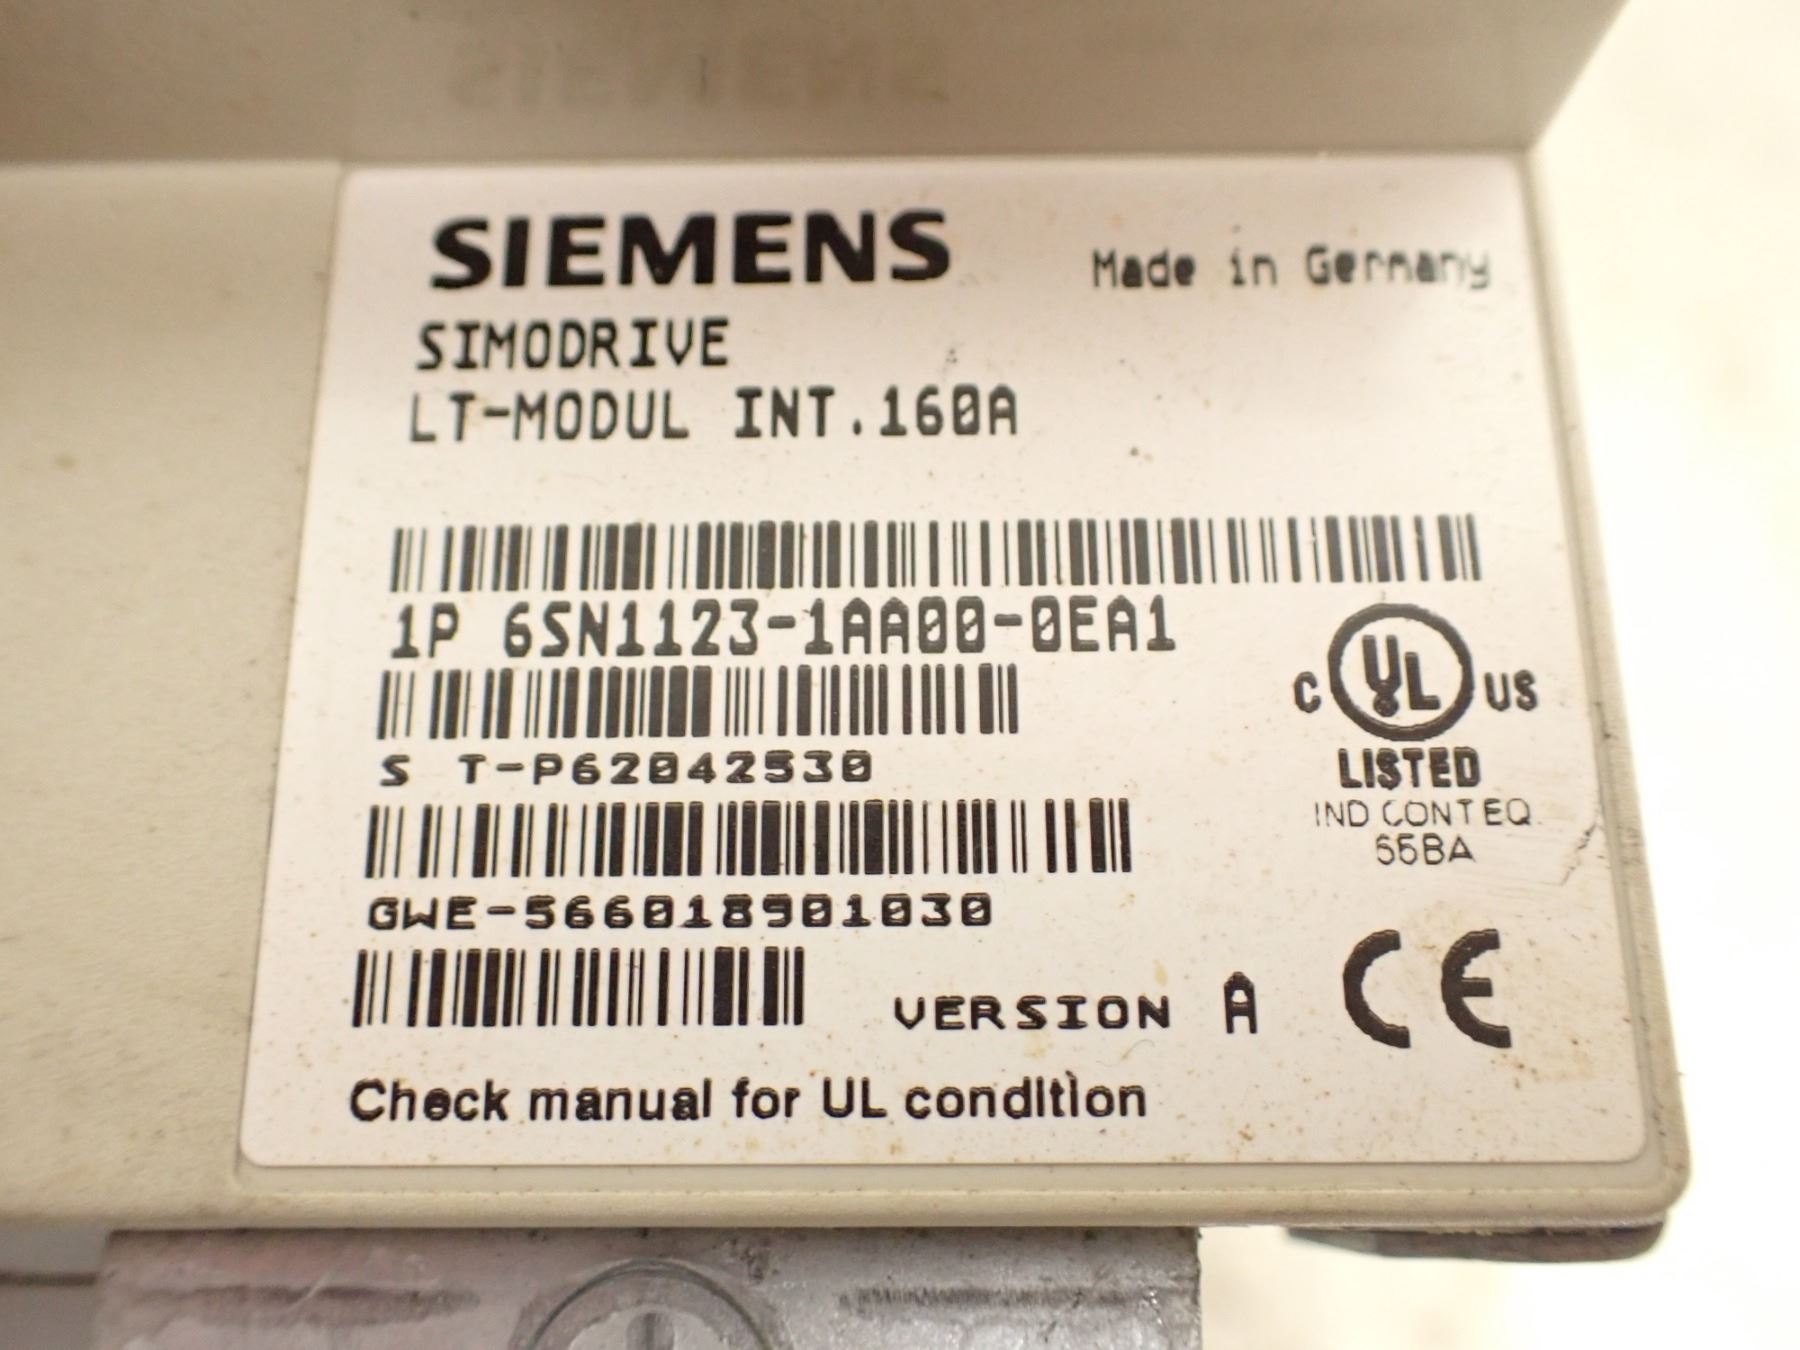 SIEMENS
Made in Germany
SIMODRIVE
LT-MODUL INT.160A
1P 6SN1123-1AA00-0EA1
S T-P62042530
GWE-566018901030
C UL US
LISTED
IND CONT EQ.
VERSION A CE
Check manual for UL condition